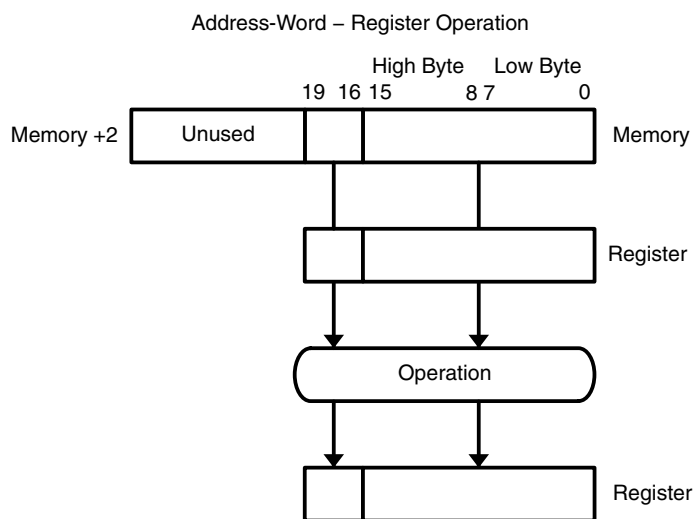 Address-Word – Register Operation
High Byte Low Byte
19 16 15 8 7 0
Memory +2 Unused Memory
Register
Operation
Register